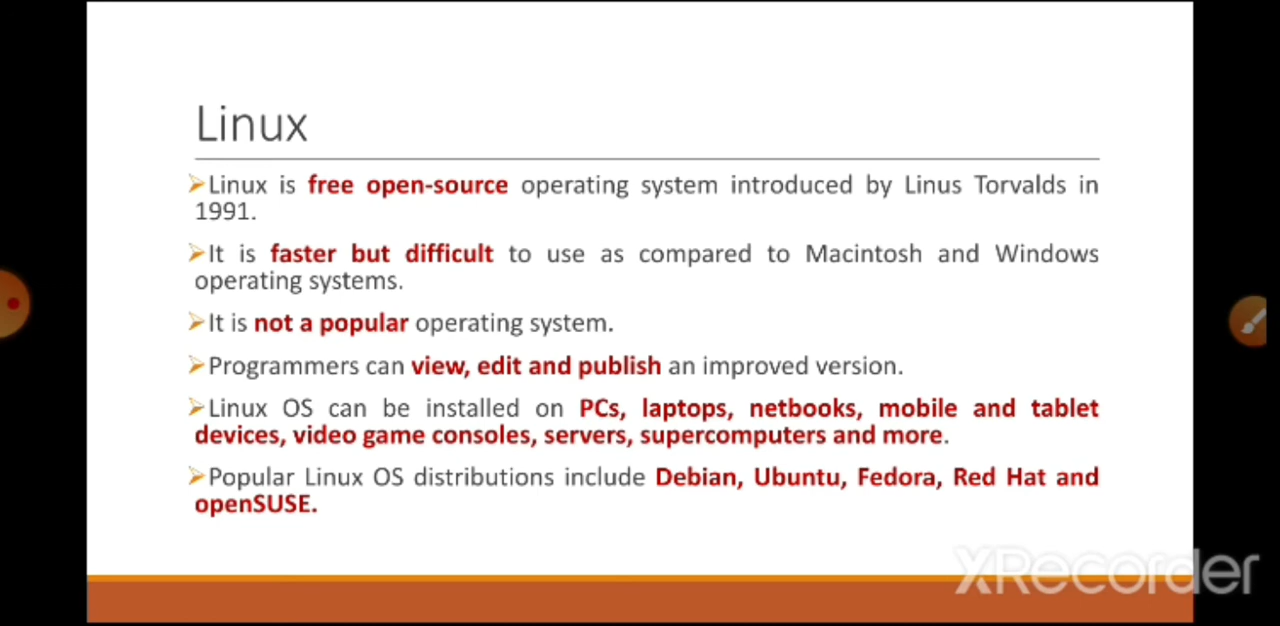 Linux
➢Linux is free open-source operating system introduced by Linus Torvalds in
1991.
➢It is faster but difficult to use as compared to Macintosh and Windows
operating systems.
➢It is not a popular operating system.
➢Programmers can view, edit and publish an improved version.
➢Linux OS can be installed on PCs, laptops, netbooks, mobile and tablet
devices, video game consoles, servers, supercomputers and more.
➢Popular Linux OS distributions include Debian, Ubuntu, Fedora, Red Hat and
openSUSE.
XRecorder